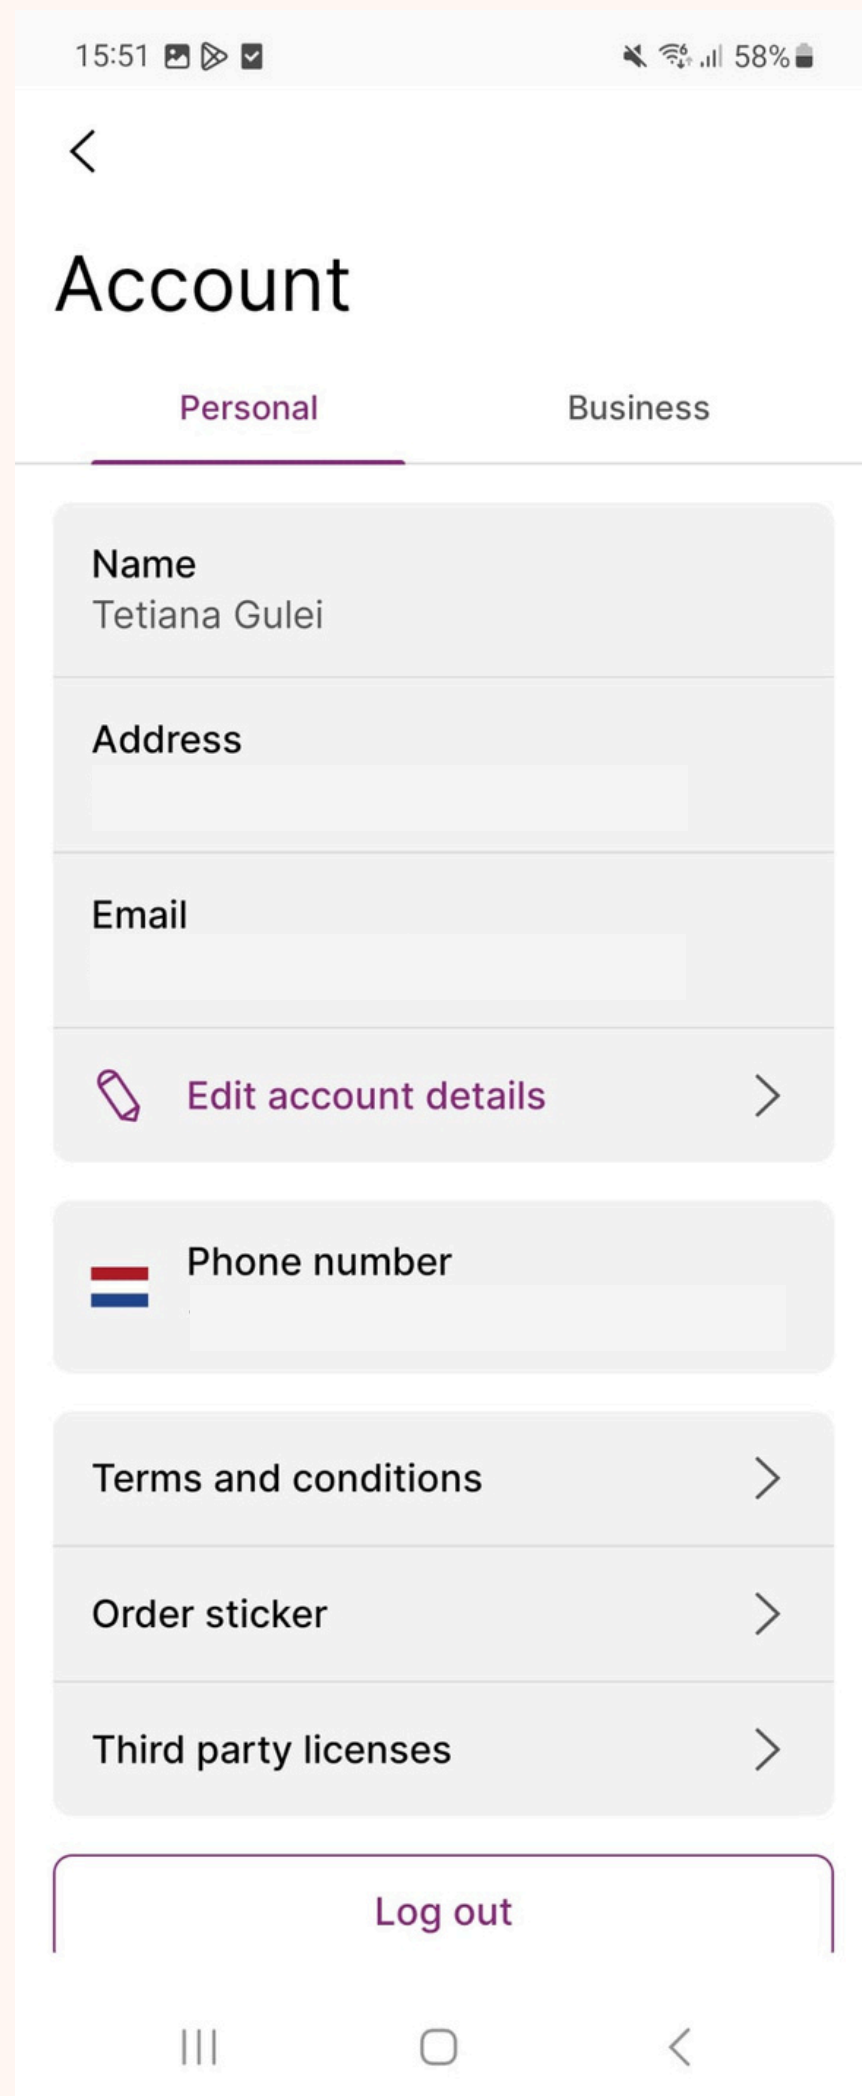 15:51 58%
Account
Personal Business
Name
Tetiana Gulei
Address
Email
Edit account details
Phone number
Terms and conditions
Order sticker
Third party licenses
Log out